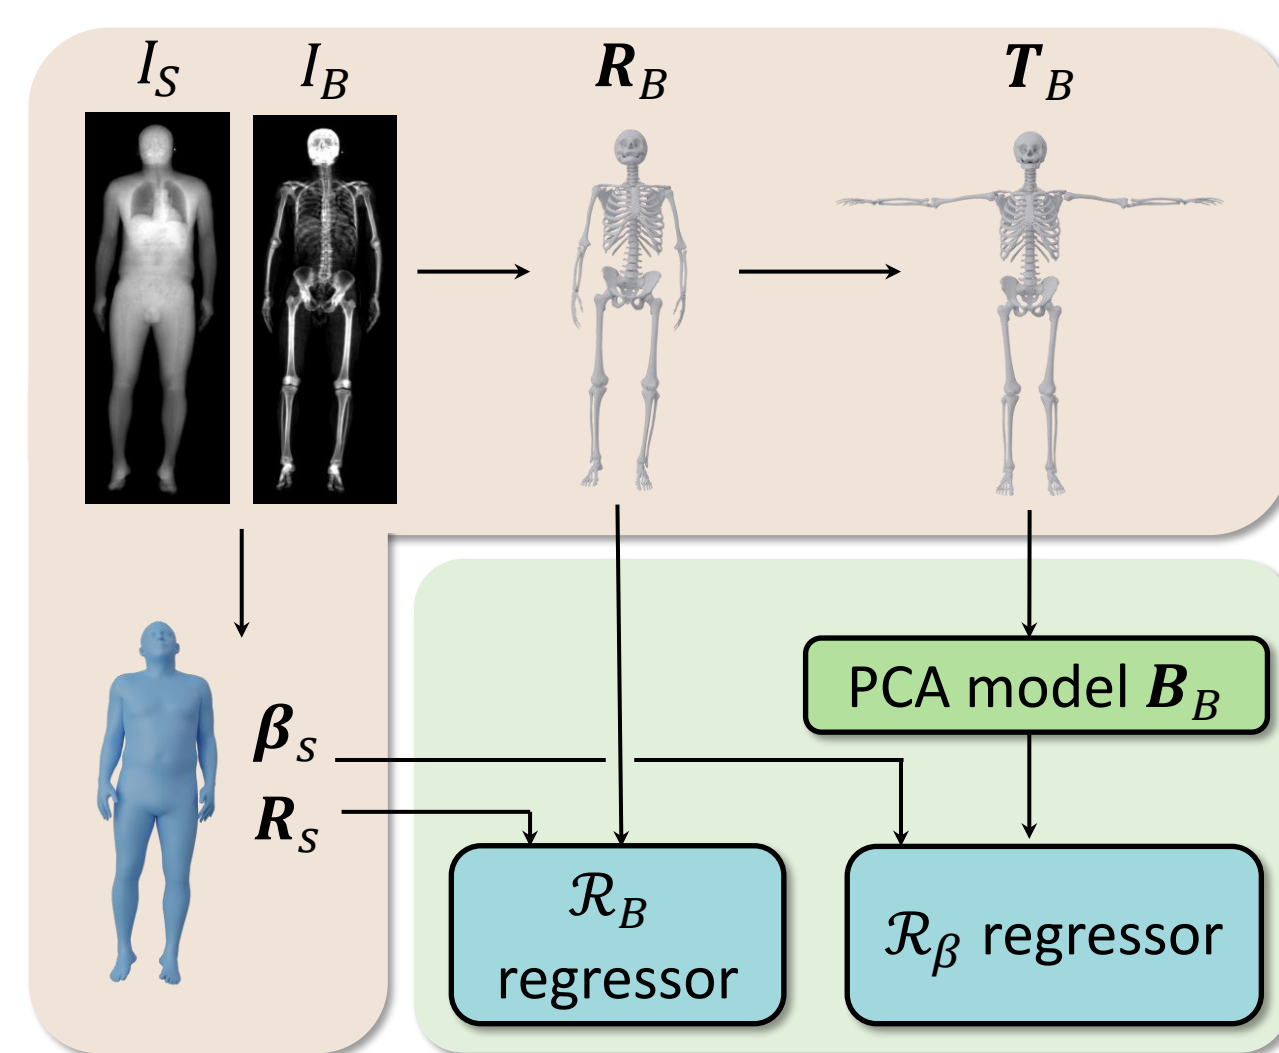 I_S I_B R_B T_B
PCA model B_B
β_s
R_s
ℛ_B
regressor
ℛ_β regressor